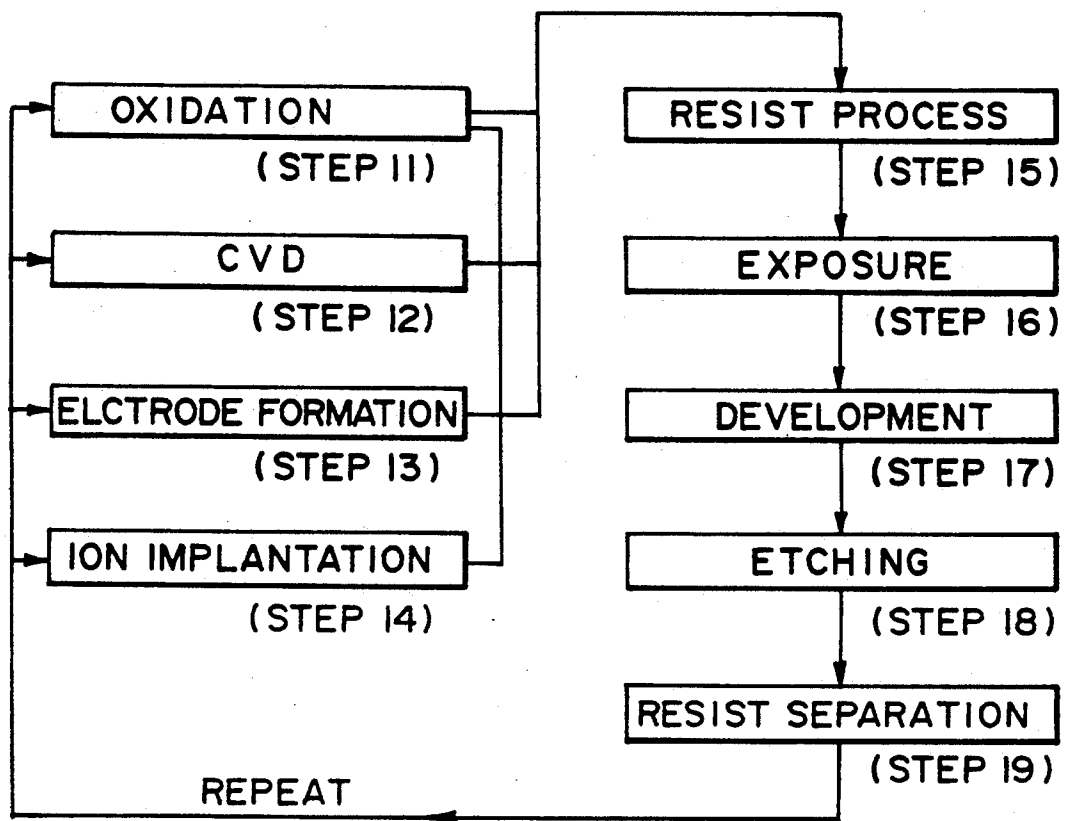 OXIDATION
(STEP 11)
CVD
(STEP 12)
ELCTRODE FORMATION
(STEP 13)
ION IMPLANTATION
(STEP 14)
RESIST PROCESS
(STEP 15)
EXPOSURE
(STEP 16)
DEVELOPMENT
(STEP 17)
ETCHING
(STEP 18)
RESIST SEPARATION
(STEP 19)
REPEAT